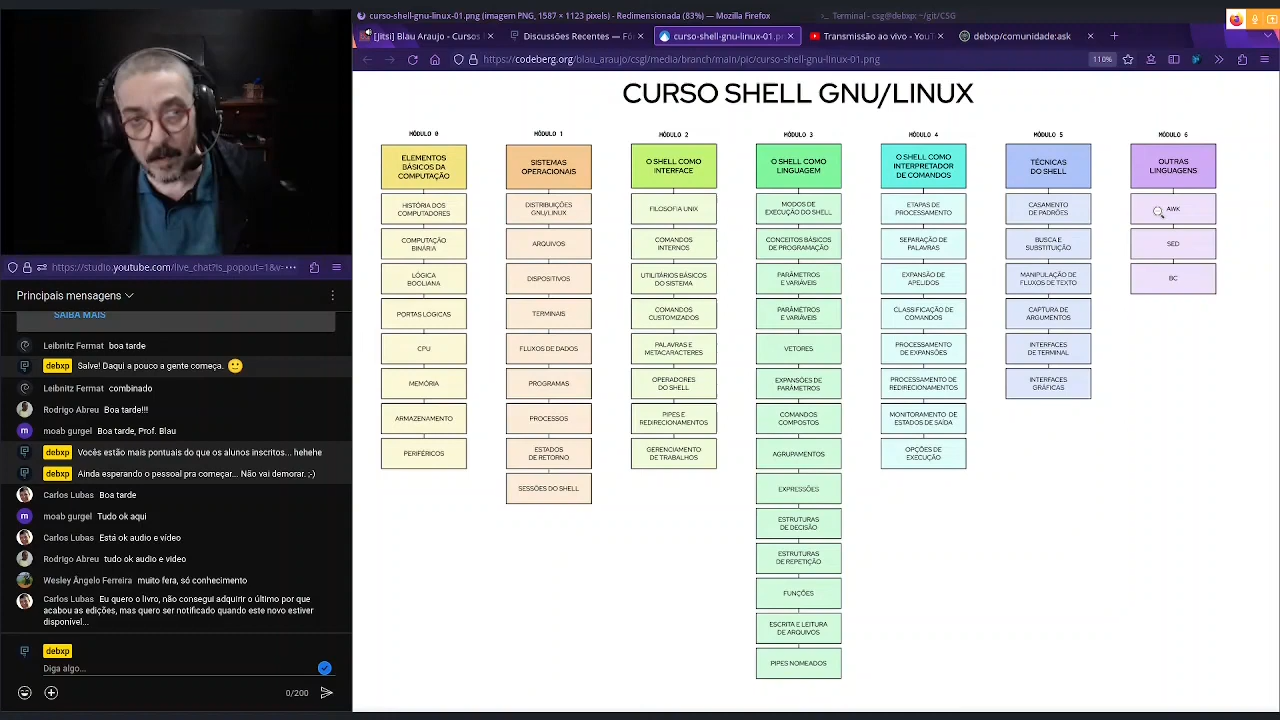 curso-shell-gnu-linux-01.png (imagem PNG, 1587 × 1123 pixels) - Redimensionada (83%) — Mozilla Firefox
Terminal - csg@debxp: ~/git/CSG
[Jitsi] Blau Araujo - Cursos
Discussões Recentes — Fó
curso-shell-gnu-linux-01.pn
Transmissão ao vivo - YouT
debxp/comunidade:ask
https://codeberg.org/blau_araujo/csgl/media/branch/main/pic/curso-shell-gnu-linux-01.png
110%
CURSO SHELL GNU/LINUX
MÓDULO 0
ELEMENTOS
BÁSICOS DA
COMPUTAÇÃO
HISTÓRIA DOS
COMPUTADORES
COMPUTAÇÃO
BINÁRIA
LÓGICA
BOOLIANA
PORTAS LOGICAS
CPU
MEMÓRIA
ARMAZENAMENTO
PERIFÉRICOS
MÓDULO 1
SISTEMAS
OPERACIONAIS
DISTRIBUIÇÕES
GNU/LINUX
ARQUIVOS
DISPOSITIVOS
TERMINAIS
FLUXOS DE DADOS
PROGRAMAS
PROCESSOS
ESTADOS
DE RETORNO
SESSÕES DO SHELL
MÓDULO 2
O SHELL COMO
INTERFACE
FILOSOFIA UNIX
COMANDOS
INTERNOS
UTILITÁRIOS BÁSICOS
DO SISTEMA
COMANDOS
CUSTOMIZADOS
PALAVRAS E
METACARACTERES
OPERADORES
DO SHELL
PIPES E
REDIRECIONAMENTOS
GERENCIAMENTO
DE TRABALHOS
MÓDULO 3
O SHELL COMO
LINGUAGEM
MODOS DE
EXECUÇÃO DO SHELL
CONCEITOS BÁSICOS
DE PROGRAMAÇÃO
PARÂMETROS
E VARIÁVEIS
PARÂMETROS
E VARIÁVEIS
VETORES
EXPANSÕES DE
PARÂMETROS
COMANDOS
COMPOSTOS
AGRUPAMENTOS
EXPRESSÕES
ESTRUTURAS
DE DECISÃO
ESTRUTURAS
DE REPETIÇÃO
FUNÇÕES
ESCRITA E LEITURA
DE ARQUIVOS
PIPES NOMEADOS
MÓDULO 4
O SHELL COMO
INTERPRETADOR
DE COMANDOS
ETAPAS DE
PROCESSAMENTO
SEPARAÇÃO DE
PALAVRAS
EXPANSÃO DE
APELIDOS
CLASSIFICAÇÃO DE
COMANDOS
PROCESSAMENTO
DE EXPANSÕES
PROCESSAMENTO DE
REDIRECIONAMENTOS
MONITORAMENTO DE
ESTADOS DE SAÍDA
OPÇÕES DE
EXECUÇÃO
MÓDULO 5
TÉCNICAS
DO SHELL
CASAMENTO
DE PADRÕES
BUSCA E
SUBSTITUIÇÃO
MANIPULAÇÃO DE
FLUXOS DE TEXTO
CAPTURA DE
ARGUMENTOS
INTERFACES
DE TERMINAL
INTERFACES
GRÁFICAS
MÓDULO 6
OUTRAS
LINGUAGENS
AWK
SED
BC
https://studio.youtube.com/live_chat?is_popout=1&v=
Principais mensagens
SAIBA MAIS
Leibnitz Fermat boa tarde
debxp Salve! Daqui a pouco a gente começa. 🙂
Leibnitz Fermat combinado
Rodrigo Abreu Boa tarde!!!
moab gurgel Boa tarde, Prof. Blau
debxp Vocês estão mais pontuais do que os alunos inscritos... hehehe
debxp Ainda esperando o pessoal pra começar... Não vai demorar. ;-)
Carlos Lubas Boa tarde
moab gurgel Tudo ok aqui
Carlos Lubas Está ok audio e vídeo
Rodrigo Abreu tudo ok audio e video
Wesley Ângelo Ferreira muito fera, só conhecimento
Carlos Lubas Eu quero o livro, não consegui adquirir o último por que
acabou as edições, mas quero ser notificado quando este novo estiver
disponível...
debxp
Diga algo...
0/200